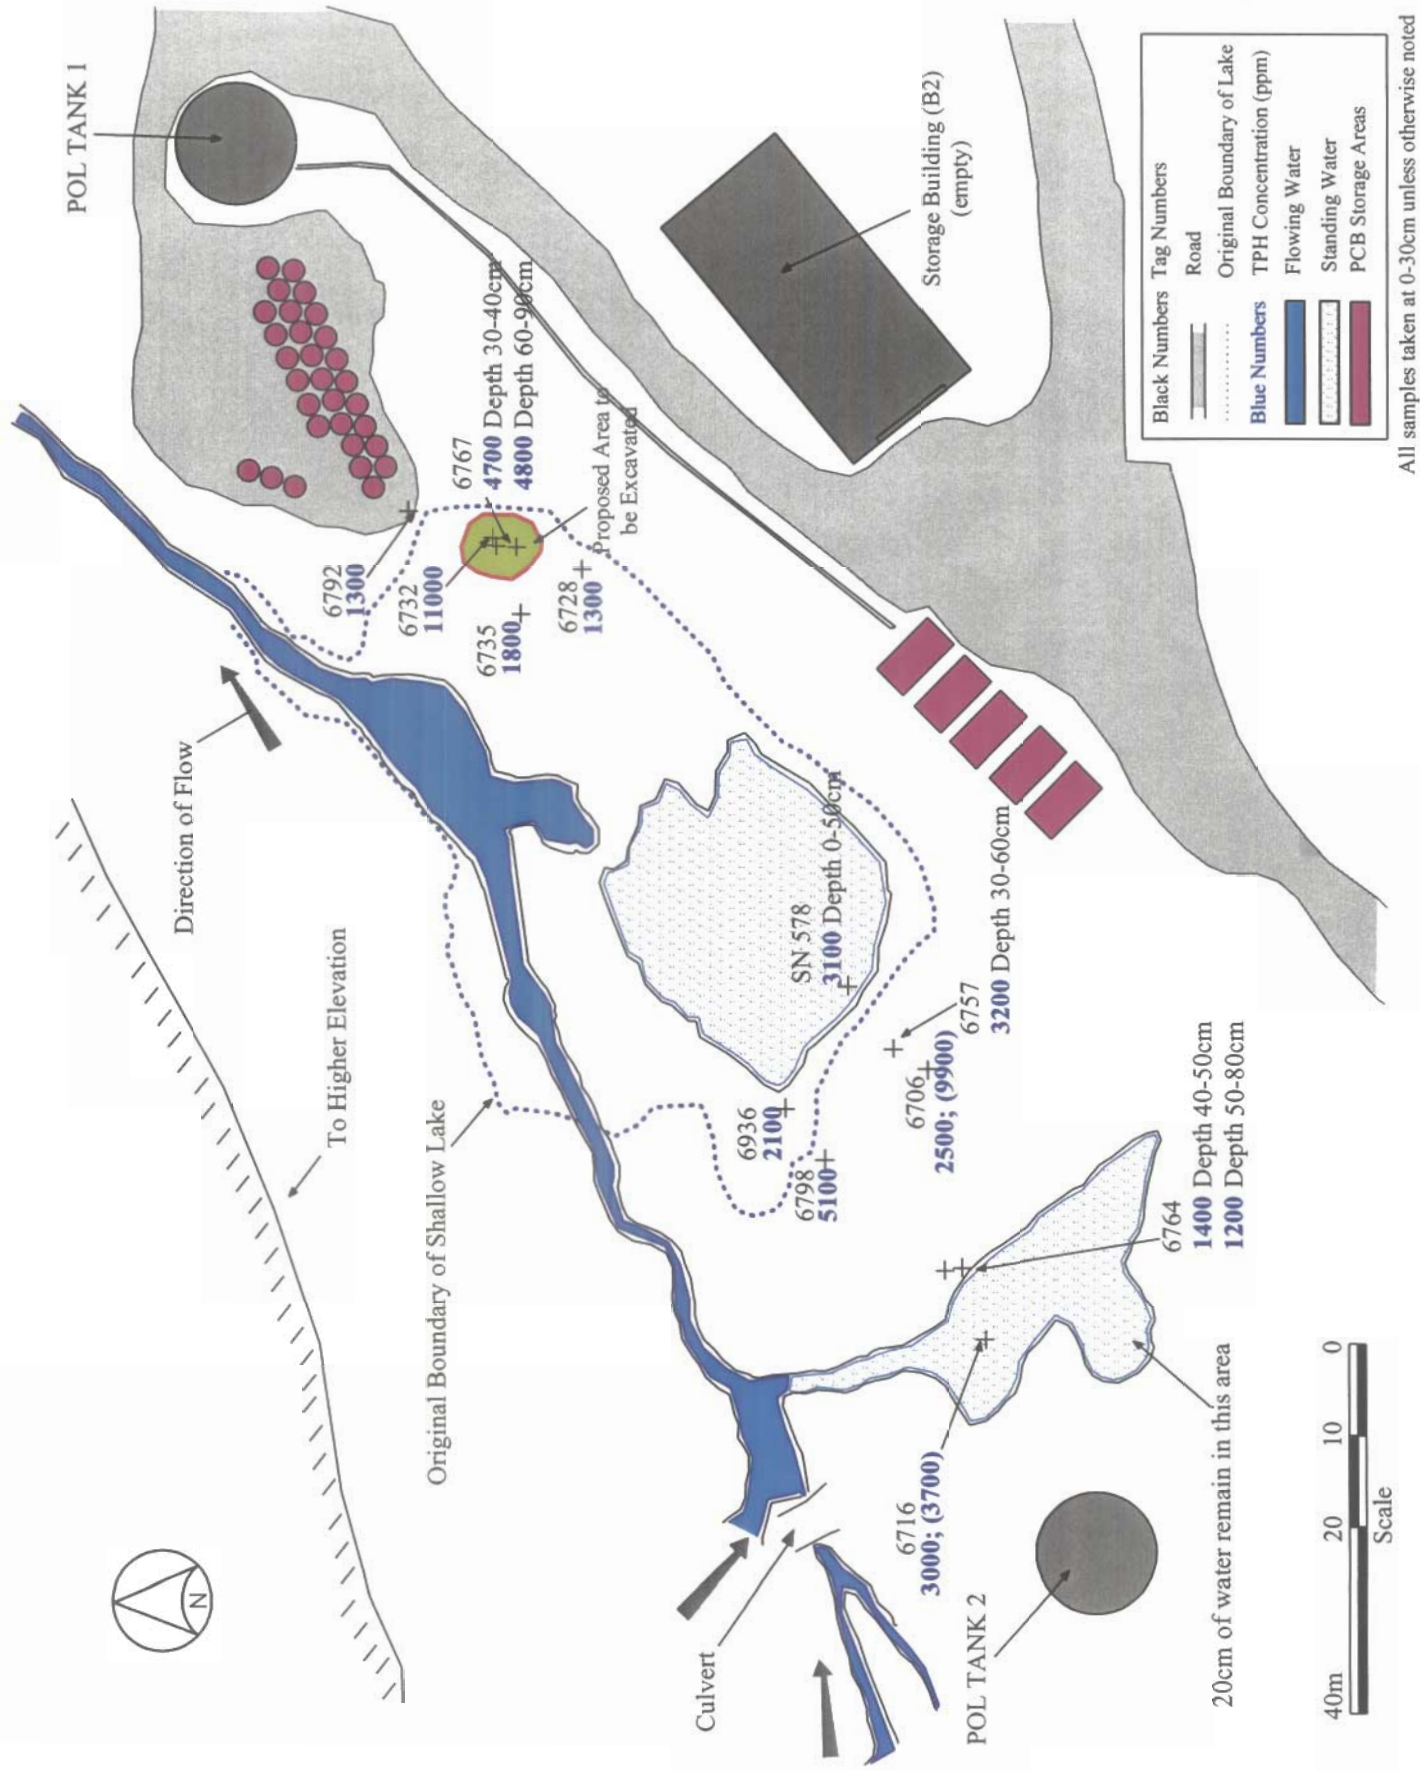 POL TANK 1
Direction of Flow
To Higher Elevation
Original Boundary of Shallow Lake
N
Culvert
6792
1300
6732
11000
6767
4700 Depth 30-40cm
4800 Depth 60-90cm
6735
1800
6728
1300
Proposed Area to
be Excavated
Storage Building (B2)
(empty)
SN 578
3100 Depth 0-50cm
6936
2100
6798
5100
6706
2500; (9900)
6757
3200 Depth 30-60cm
6764
1400 Depth 40-50cm
1200 Depth 50-80cm
6716
3000; (3700)
POL TANK 2
20cm of water remain in this area
40m 20 10 0
Scale
Black Numbers Tag Numbers
Road
Original Boundary of Lake
Blue Numbers TPH Concentration (ppm)
Flowing Water
Standing Water
PCB Storage Areas
All samples taken at 0-30cm unless otherwise noted